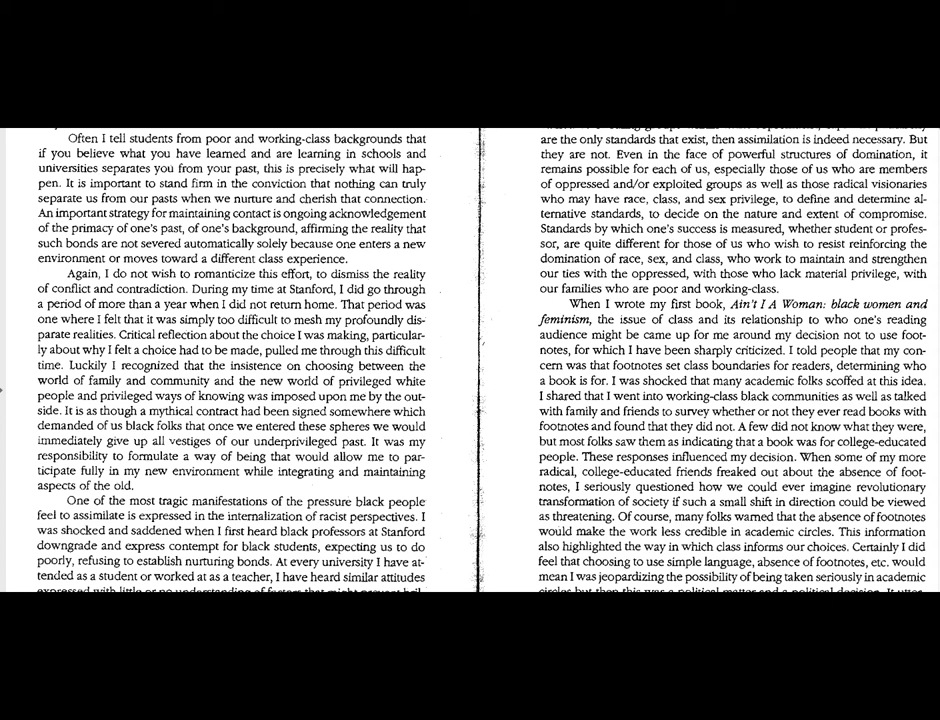 Often I tell students from poor and working-class backgrounds that
if you believe what you have learned and are learning in schools and
universities separates you from your past, this is precisely what will hap-
pen. It is important to stand firm in the conviction that nothing can truly
separate us from our pasts when we nurture and cherish that connection.
An important strategy for maintaining contact is ongoing acknowledgement
of the primacy of one's past, of one's background, affirming the reality that
such bonds are not severed automatically solely because one enters a new
environment or moves toward a different class experience.
Again, I do not wish to romanticize this effort, to dismiss the reality
of conflict and contradiction. During my time at Stanford, I did go through
a period of more than a year when I did not return home. That period was
one where I felt that it was simply too difficult to mesh my profoundly dis-
parate realities. Critical reflection about the choice I was making, particular-
ly about why I felt a choice had to be made, pulled me through this difficult
time. Luckily I recognized that the insistence on choosing between the
world of family and community and the new world of privileged white
people and privileged ways of knowing was imposed upon me by the out-
side. It is as though a mythical contract had been signed somewhere which
demanded of us black folks that once we entered these spheres we would
immediately give up all vestiges of our underprivileged past. It was my
responsibility to formulate a way of being that would allow me to par-
ticipate fully in my new environment while integrating and maintaining
aspects of the old.
One of the most tragic manifestations of the pressure black people
feel to assimilate is expressed in the internalization of racist perspectives. I
was shocked and saddened when I first heard black professors at Stanford
downgrade and express contempt for black students, expecting us to do
poorly, refusing to establish nurturing bonds. At every university I have at-
tended as a student or worked at as a teacher, I have heard similar attitudes
expressed with little or no understanding of factors that might prevent
are the only standards that exist, then assimilation is indeed necessary. But
they are not. Even in the face of powerful structures of domination, it
remains possible for each of us, especially those of us who are members
of oppressed and/or exploited groups as well as those radical visionaries
who may have race, class, and sex privilege, to define and determine al-
ternative standards, to decide on the nature and extent of compromise.
Standards by which one's success is measured, whether student or profes-
sor, are quite different for those of us who wish to resist reinforcing the
domination of race, sex, and class, who work to maintain and strengthen
our ties with the oppressed, with those who lack material privilege, with
our families who are poor and working-class.
When I wrote my first book, Ain't I A Woman: black women and
feminism, the issue of class and its relationship to who one's reading
audience might be came up for me around my decision not to use foot-
notes, for which I have been sharply criticized. I told people that my con-
cern was that footnotes set class boundaries for readers, determining who
a book is for. I was shocked that many academic folks scoffed at this idea.
I shared that I went into working-class black communities as well as talked
with family and friends to survey whether or not they ever read books with
footnotes and found that they did not. A few did not know what they were,
but most folks saw them as indicating that a book was for college-educated
people. These responses influenced my decision. When some of my more
radical, college-educated friends freaked out about the absence of foot-
notes, I seriously questioned how we could ever imagine revolutionary
transformation of society if such a small shift in direction could be viewed
as threatening. Of course, many folks warned that the absence of footnotes
would make the work less credible in academic circles. This information
also highlighted the way in which class informs our choices. Certainly I did
feel that choosing to use simple language, absence of footnotes, etc. would
mean I was jeopardizing the possibility of being taken seriously in academic
circles but then this was a political matter and a political decision. It